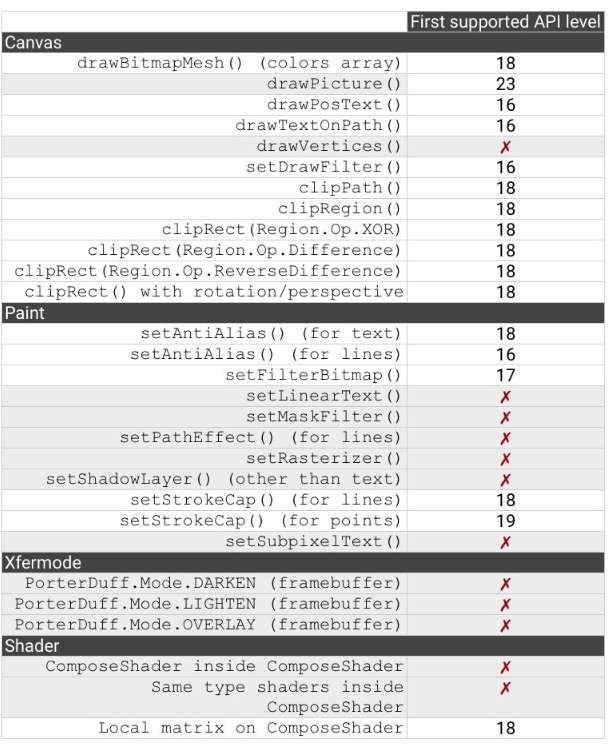 First supported API level
Canvas
drawBitmapMesh() (colors array) 18
drawPicture() 23
drawPosText() 16
drawTextOnPath() 16
drawVertices() ✗
setDrawFilter() 16
clipPath() 18
clipRegion() 18
clipRect(Region.Op.XOR) 18
clipRect(Region.Op.Difference) 18
clipRect(Region.Op.ReverseDifference) 18
clipRect() with rotation/perspective 18
Paint
setAntiAlias() (for text) 18
setAntiAlias() (for lines) 16
setFilterBitmap() 17
setLinearText() ✗
setMaskFilter() ✗
setPathEffect() (for lines) ✗
setRasterizer() ✗
setShadowLayer() (other than text) ✗
setStrokeCap() (for lines) 18
setStrokeCap() (for points) 19
setSubpixelText() ✗
Xfermode
PorterDuff.Mode.DARKEN (framebuffer) ✗
PorterDuff.Mode.LIGHTEN (framebuffer) ✗
PorterDuff.Mode.OVERLAY (framebuffer) ✗
Shader
ComposeShader inside ComposeShader ✗
Same type shaders inside ✗
ComposeShader
Local matrix on ComposeShader 18